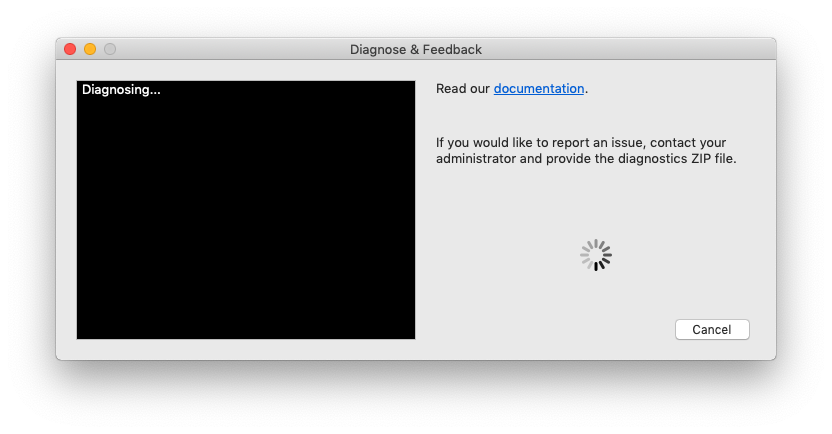 Diagnose & Feedback
Diagnosing...
Read our documentation.
If you would like to report an issue, contact your
administrator and provide the diagnostics ZIP file.
Cancel